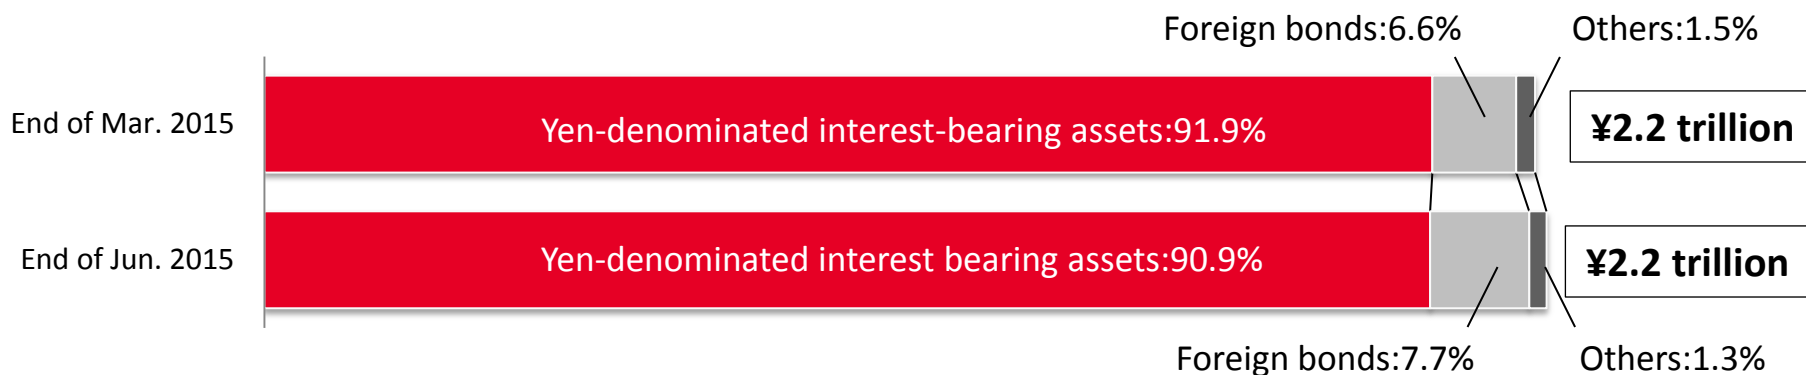 Foreign bonds:6.6%
Others:1.5%
End of Mar. 2015
Yen-denominated interest-bearing assets:91.9%
¥2.2 trillion
End of Jun. 2015
Yen-denominated interest bearing assets:90.9%
¥2.2 trillion
Foreign bonds:7.7%
Others:1.3%